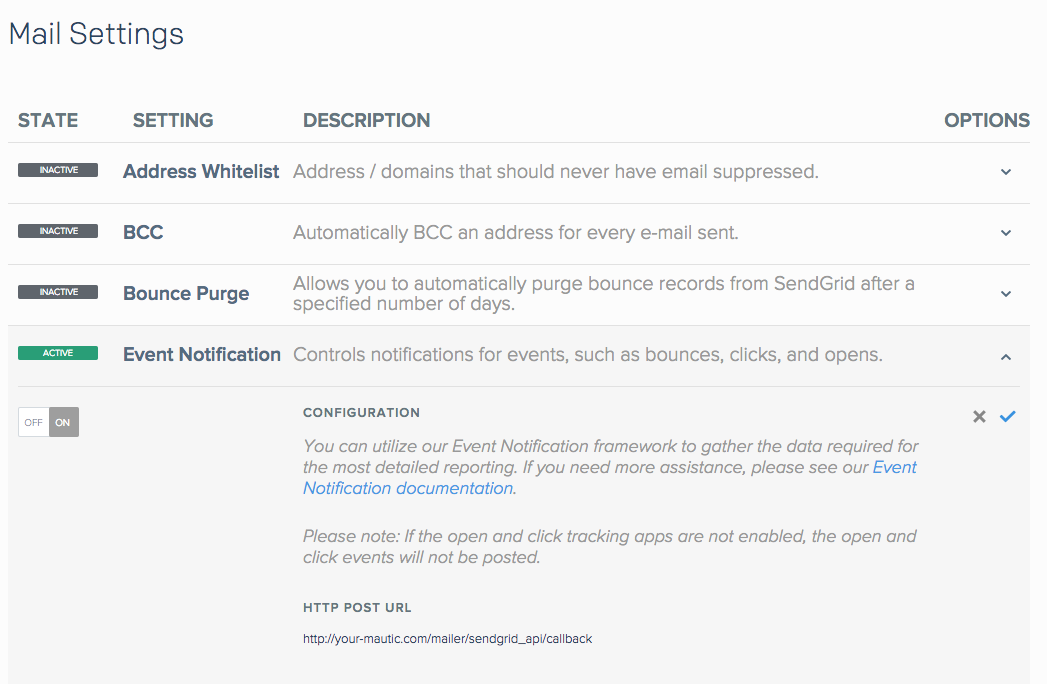 Mail Settings
STATE SETTING DESCRIPTION OPTIONS
INACTIVE Address Whitelist Address / domains that should never have email suppressed.
INACTIVE BCC Automatically BCC an address for every e-mail sent.
INACTIVE Bounce Purge Allows you to automatically purge bounce records from SendGrid after a
specified number of days.
ACTIVE Event Notification Controls notifications for events, such as bounces, clicks, and opens.
OFF ON
CONFIGURATION
You can utilize our Event Notification framework to gather the data required for
the most detailed reporting. If you need more assistance, please see our Event
Notification documentation.
Please note: If the open and click tracking apps are not enabled, the open and
click events will not be posted.
HTTP POST URL
http://your-mautic.com/mailer/sendgrid_api/callback